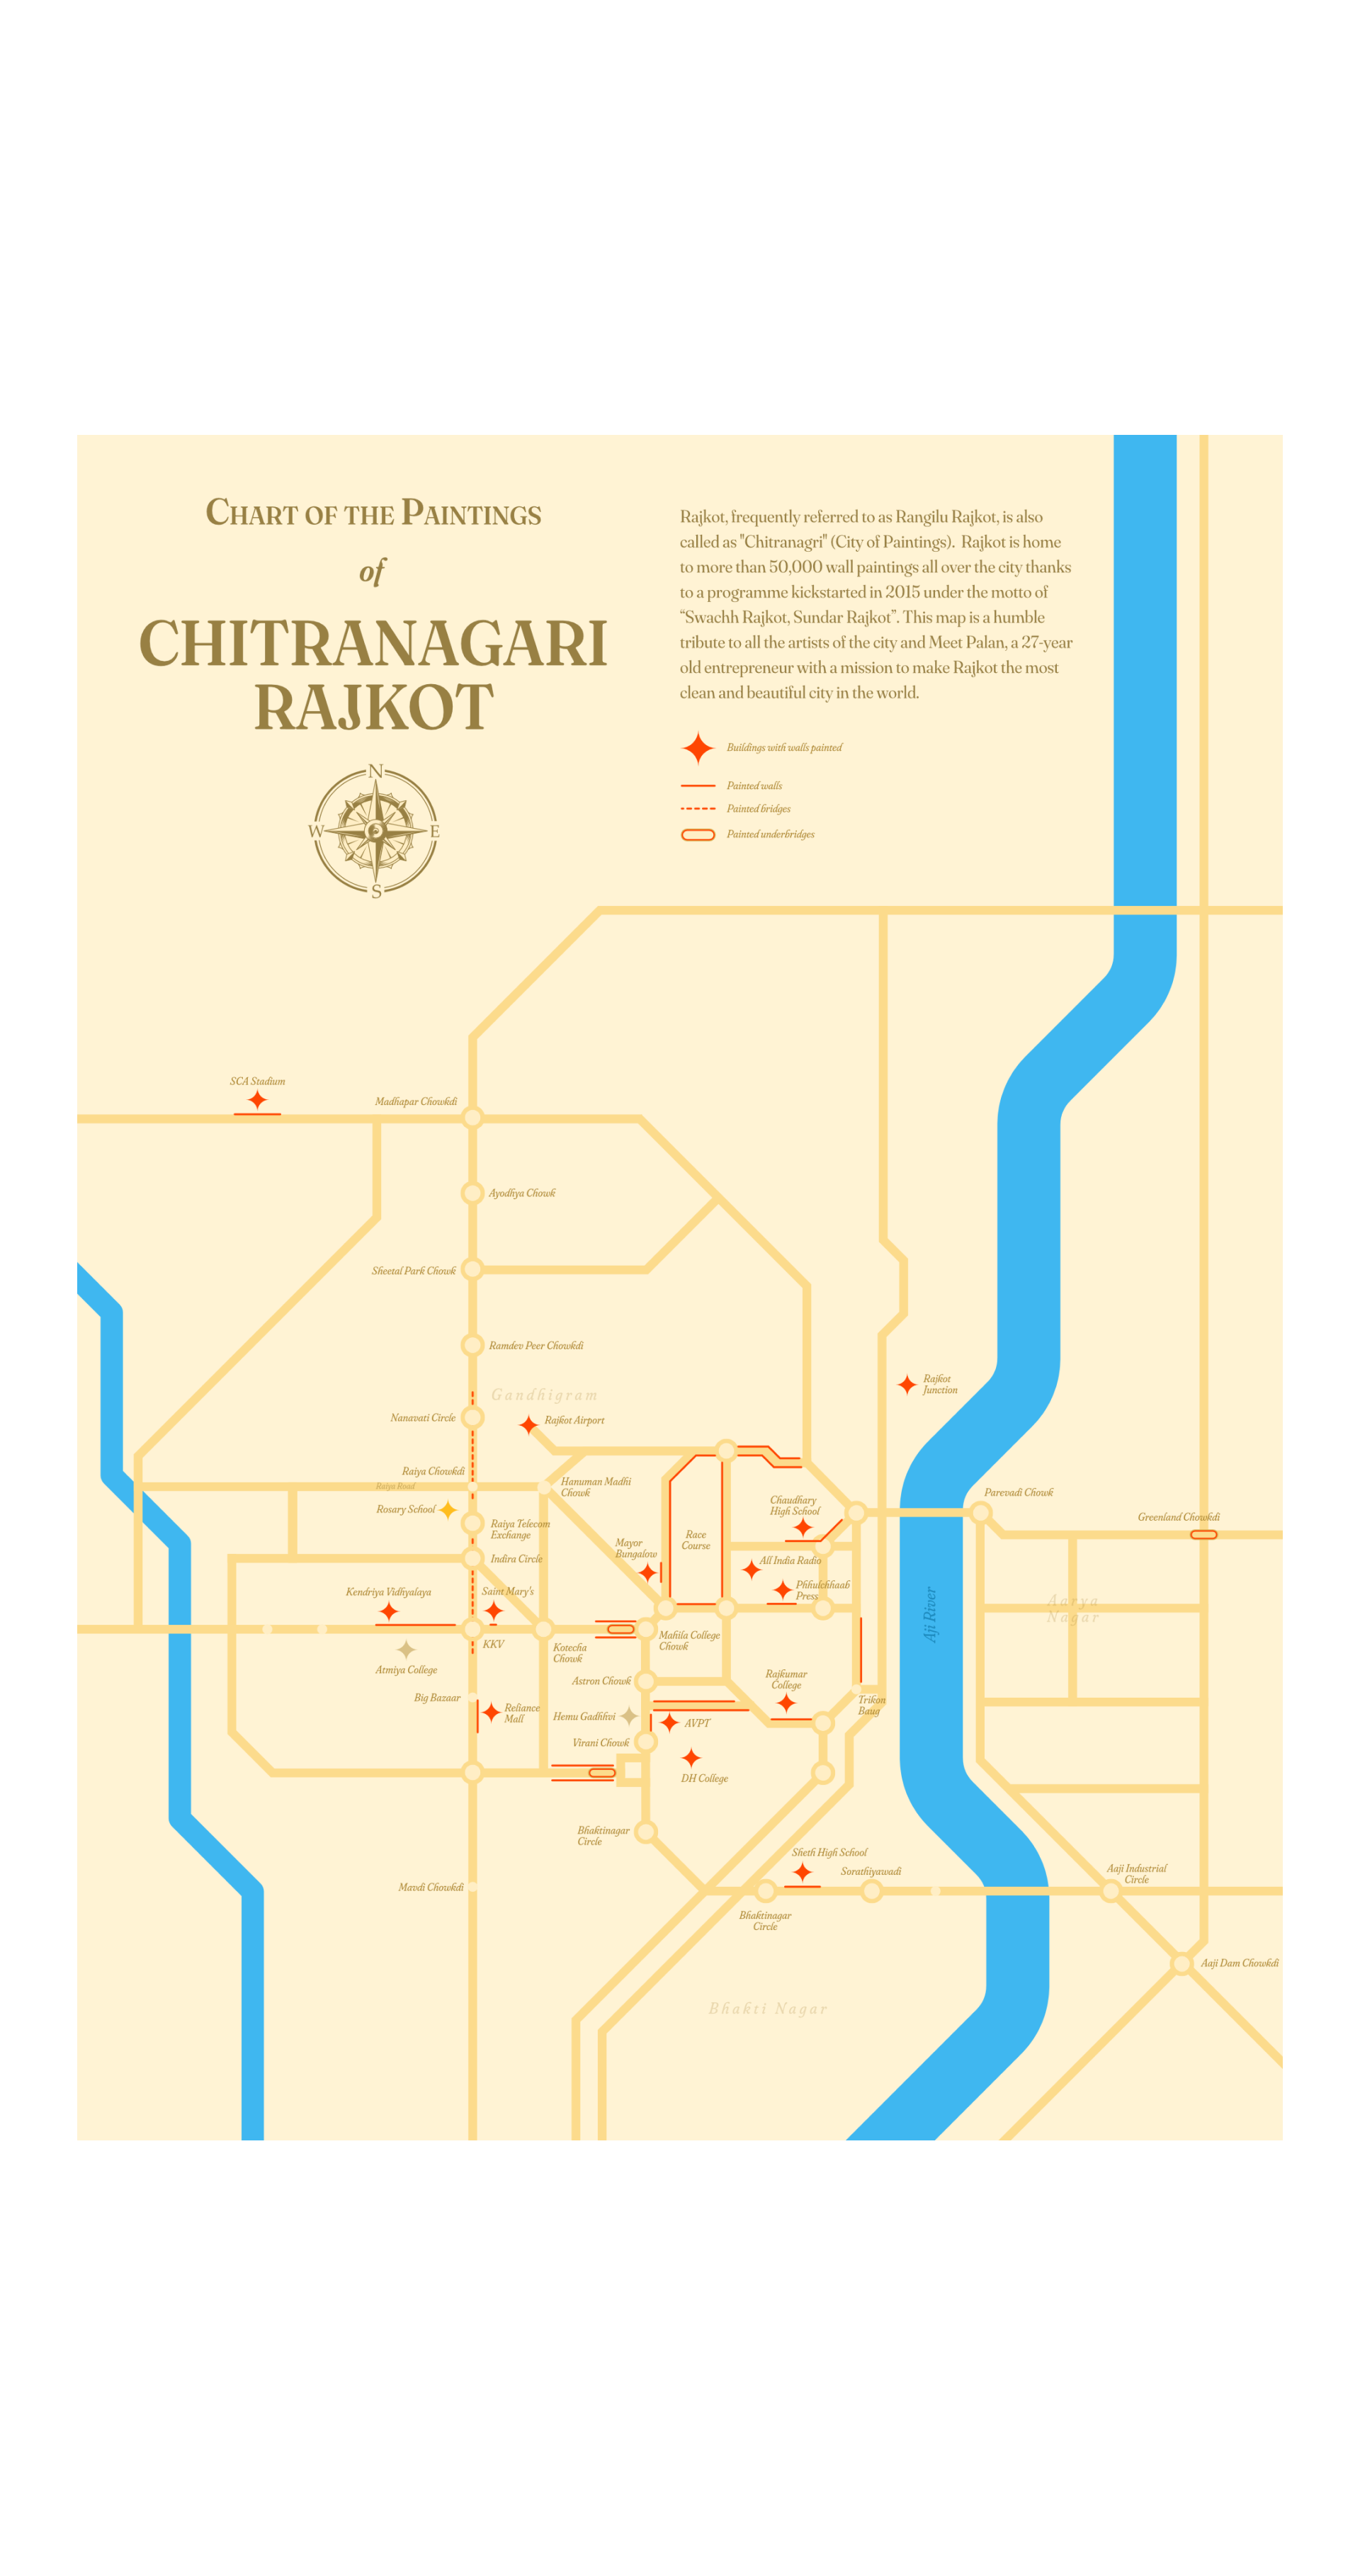 CHART OF THE PAINTINGS
of
CHITRANAGARI
RAJKOT
N
W
E
S
Rajkot, frequently referred to as Rangilu Rajkot, is also
called as "Chitranagri" (City of Paintings). Rajkot is home
to more than 50,000 wall paintings all over the city thanks
to a programme kickstarted in 2015 under the motto of
“Swachh Rajkot, Sundar Rajkot”. This map is a humble
tribute to all the artists of the city and Meet Palan, a 27-year
old entrepreneur with a mission to make Rajkot the most
clean and beautiful city in the world.
Buildings with walls painted
Painted walls
Painted bridges
Painted underbridges
SCA Stadium
Madhapar Chowkdi
Ayodhya Chowk
Sheetal Park Chowk
Ramdev Peer Chowkdi
Rajkot
Junction
Gandhigram
Nanavati Circle
Rajkot Airport
Raiya Chowkdi
Raiya Road
Hanuman Madhi
Chowk
Rosary School
Raiya Telecom
Exchange
Indira Circle
Chaudhary
High School
Parevadi Chowk
Greenland Chowkdi
Race
Course
Mayor
Bungalow
All India Radio
Phhulchhaab
Press
Kendriya Vidhyalaya
Saint Mary's
Aji River
Aarya
Nagar
KKV
Kotecha
Chowk
Mahila College
Chowk
Atmiya College
Astron Chowk
Rajkumar
College
Big Bazaar
Reliance
Mall
Hemu Gadhhvi
AVPT
Trikon
Baug
Virani Chowk
DH College
Bhaktinagar
Circle
Sheth High School
Sorathiyawadi
Aaji Industrial
Circle
Mavdi Chowkdi
Bhaktinagar
Circle
Aaji Dam Chowkdi
Bhakti Nagar